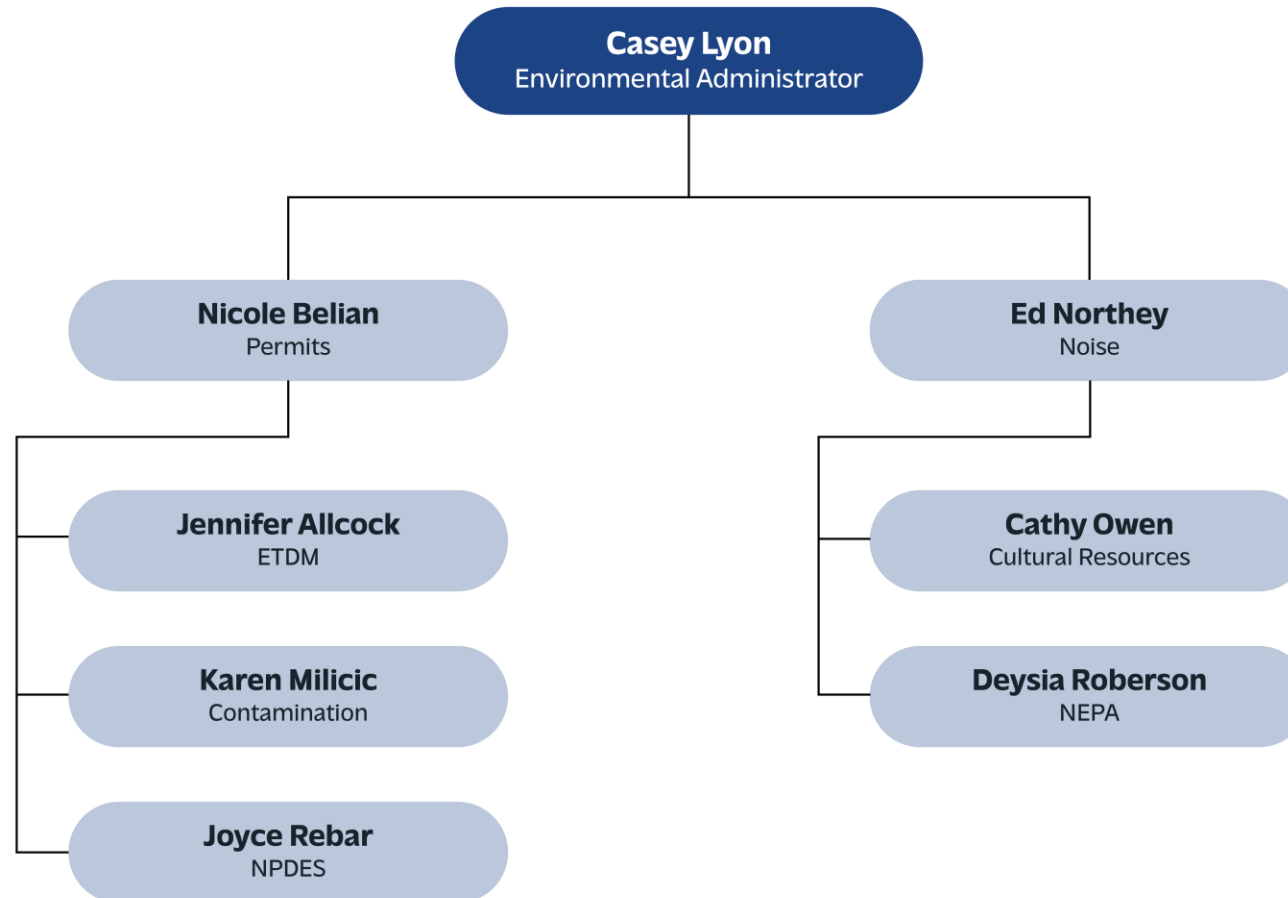 Casey Lyon
Environmental Administrator
Nicole Belian
Permits
Ed Northey
Noise
Jennifer Allcock
ETDM
Cathy Owen
Cultural Resources
Karen Milicic
Contamination
Deysia Roberson
NEPA
Joyce Rebar
NPDES